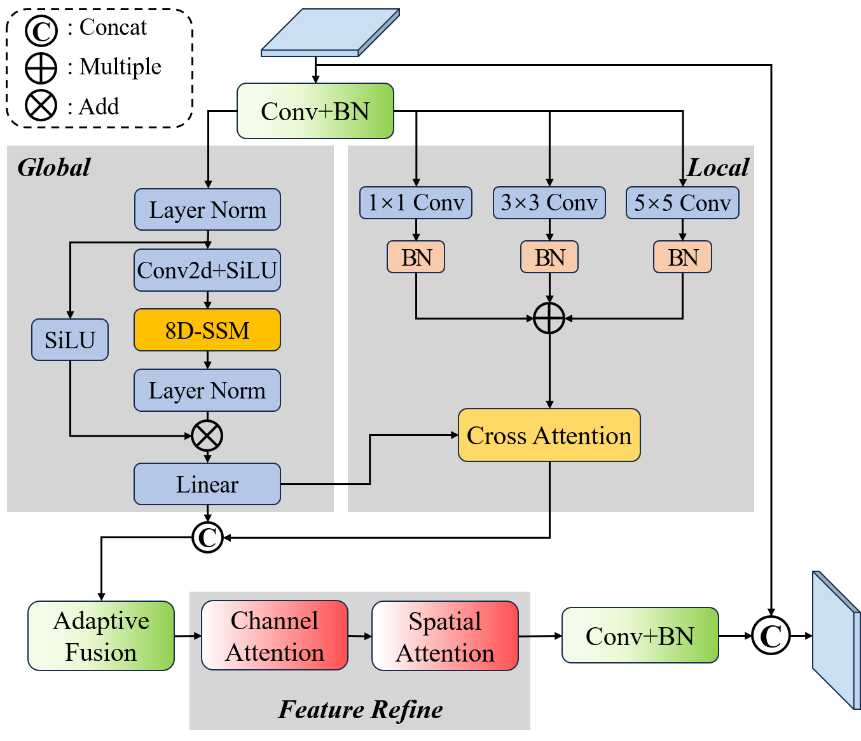 C : Concat
: Multiple
: Add
Conv+BN
Global
Local
Layer Norm
1×1 Conv
3×3 Conv
5×5 Conv
Conv2d+SiLU
BN
BN
BN
SiLU
8D-SSM
Layer Norm
Cross Attention
Linear
C
Adaptive
Fusion
Channel
Attention
Spatial
Attention
Conv+BN
C
Feature Refine